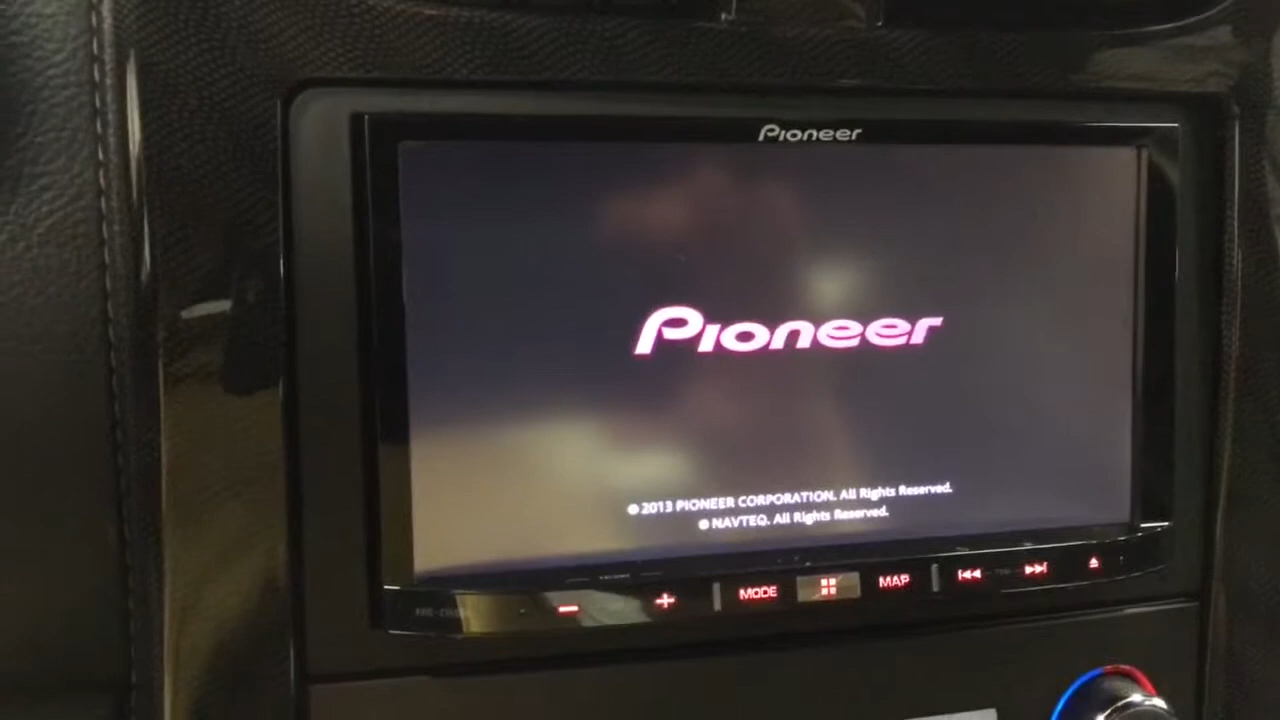 Pioneer
Pioneer
© 2013 PIONEER CORPORATION. All Rights Reserved.
© NAVTEQ. All Rights Reserved.
MODE
MAP